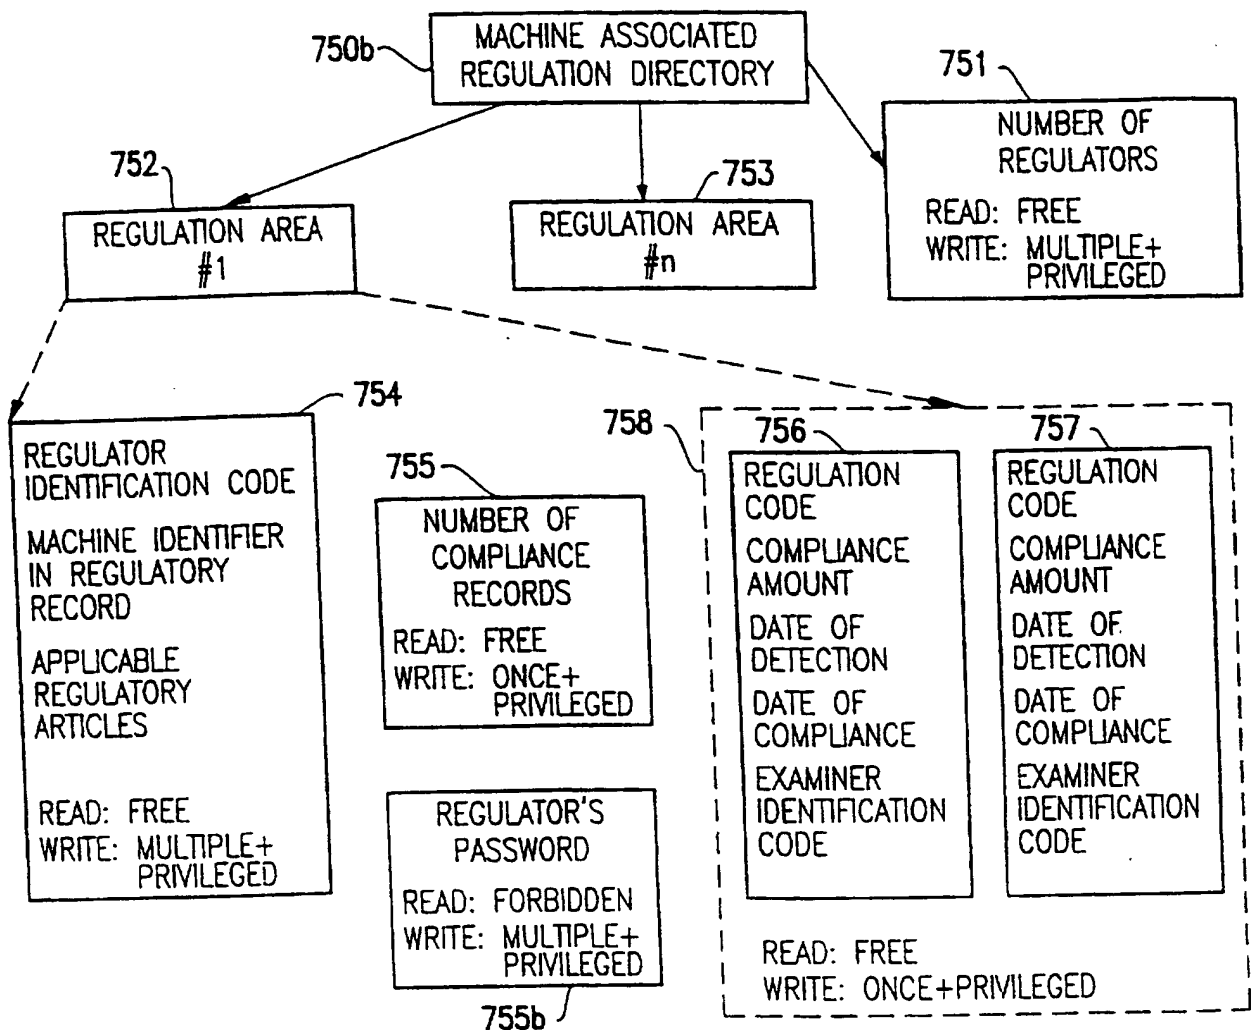 750b
MACHINE ASSOCIATED
REGULATION DIRECTORY
751
NUMBER OF
REGULATORS
READ: FREE
WRITE: MULTIPLE+
PRIVILEGED
752
REGULATION AREA
#1
753
REGULATION AREA
#n
754
REGULATOR
IDENTIFICATION CODE
MACHINE IDENTIFIER
IN REGULATORY
RECORD
APPLICABLE
REGULATORY
ARTICLES
READ: FREE
WRITE: MULTIPLE+
PRIVILEGED
755
NUMBER OF
COMPLIANCE
RECORDS
READ: FREE
WRITE: ONCE+
PRIVILEGED
REGULATOR'S
PASSWORD
READ: FORBIDDEN
WRITE: MULTIPLE+
PRIVILEGED
755b
758
756
REGULATION
CODE
COMPLIANCE
AMOUNT
DATE OF
DETECTION
DATE OF
COMPLIANCE
EXAMINER
IDENTIFICATION
CODE
757
REGULATION
CODE
COMPLIANCE
AMOUNT
DATE OF
DETECTION
DATE OF
COMPLIANCE
EXAMINER
IDENTIFICATION
CODE
READ: FREE
WRITE: ONCE+PRIVILEGED